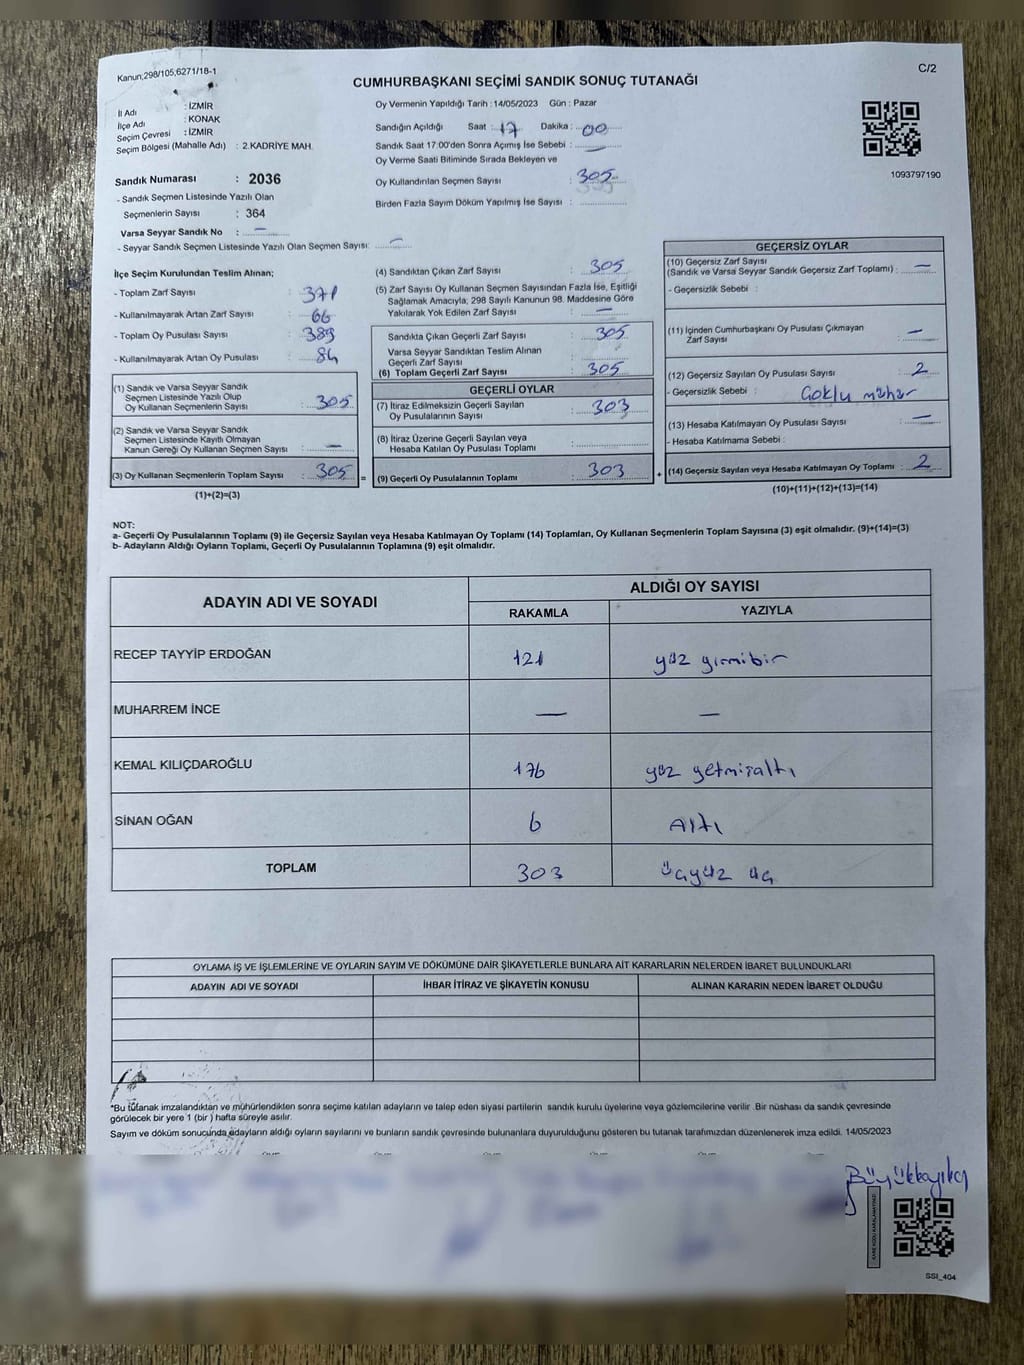 Kanun;298/105,6271/18-1
C/2
CUMHURBAŞKANI SEÇİMİ SANDIK SONUÇ TUTANAĞI
İl Adı : İZMİR
İlçe Adı : KONAK
Seçim Çevresi : İZMİR
Seçim Bölgesi (Mahalle Adı) : 2.KADRİYE MAH.
Sandık Numarası : 2036
- Sandık Seçmen Listesinde Yazılı Olan
Seçmenlerin Sayısı : 364
Varsa Seyyar Sandık No : —
- Seyyar Sandık Seçmen Listesinde Yazılı Olan Seçmen Sayısı: —
Oy Vermenin Yapıldığı Tarih : 14/05/2023 Gün : Pazar
Sandığın Açıldığı Saat : 17 Dakika : 00
Sandık Saat 17:00'den Sonra Açımış İse Sebebi : —
Oy Verme Saati Bitiminde Sırada Bekleyen ve
Oy Kullandırılan Seçmen Sayısı : 305
Birden Fazla Sayım Döküm Yapılmış İse Sayısı :
1093797190
İlçe Seçim Kurulundan Teslim Alınan;
- Toplam Zarf Sayısı : 371
- Kullanılmayarak Artan Zarf Sayısı : 66
- Toplam Oy Pusulası Sayısı : 389
- Kullanılmayarak Artan Oy Pusulası : 84
(1) Sandık ve Varsa Seyyar Sandık
Seçmen Listesinde Yazılı Olup
Oy Kullanan Seçmenlerin Sayısı : 305
(2) Sandık ve Varsa Seyyar Sandık
Seçmen Listesinde Kayıtlı Olmayan
Kanun Gereği Oy Kullanan Seçmen Sayısı : —
(3) Oy Kullanan Seçmenlerin Toplam Sayısı : 305 =
(1)+(2)=(3)
(4) Sandıktan Çıkan Zarf Sayısı : 305
(5) Zarf Sayısı Oy Kullanan Seçmen Sayısından Fazla İse, Eşitliği
Sağlamak Amacıyla; 298 Sayılı Kanunun 98. Maddesine Göre
Yakılarak Yok Edilen Zarf Sayısı : —
Sandıkta Çıkan Geçerli Zarf Sayısı : 305
Varsa Seyyar Sandıktan Teslim Alınan
Geçerli Zarf Sayısı :
(6) Toplam Geçerli Zarf Sayısı : 305
GEÇERLİ OYLAR
(7) İtiraz Edilmeksizin Geçerli Sayılan
Oy Pusulalarının Sayısı : 303
(8) İtiraz Üzerine Geçerli Sayılan veya
Hesaba Katılan Oy Pusulası Toplamı :
(9) Geçerli Oy Pusulalarının Toplamı : 303 +
GEÇERSİZ OYLAR
(10) Geçersiz Zarf Sayısı
(Sandık ve Varsa Seyyar Sandık Geçersiz Zarf Toplamı) : —
- Geçersizlik Sebebi :
(11) İçinden Cumhurbaşkanı Oy Pusulası Çıkmayan
Zarf Sayısı : —
(12) Geçersiz Sayılan Oy Pusulası Sayısı : 2
- Geçersizlik Sebebi : Çoklu mühür
(13) Hesaba Katılmayan Oy Pusulası Sayısı : —
- Hesaba Katılmama Sebebi :
(14) Geçersiz Sayılan veya Hesaba Katılmayan Oy Toplamı : 2
(10)+(11)+(12)+(13)=(14)
NOT:
a- Geçerli Oy Pusulalarının Toplamı (9) ile Geçersiz Sayılan veya Hesaba Katılmayan Oy Toplamı (14) Toplamları, Oy Kullanan Seçmenlerin Toplam Sayısına (3) eşit olmalıdır. (9)+(14)=(3)
b- Adayların Aldığı Oyların Toplamı, Geçerli Oy Pusulalarının Toplamına (9) eşit olmalıdır.
ADAYIN ADI VE SOYADI ALDIĞI OY SAYISI
RAKAMLA YAZIYLA
RECEP TAYYİP ERDOĞAN 121 yüz yirmibir
MUHARREM İNCE — —
KEMAL KILIÇDAROĞLU 176 yüz yetmişaltı
SİNAN OĞAN 6 Altı
TOPLAM 303 üçyüz üç
OYLAMA İŞ VE İŞLEMLERİNE VE OYLARIN SAYIM VE DÖKÜMÜNE DAİR ŞİKAYETLERLE BUNLARA AİT KARARLARIN NELERDEN İBARET BULUNDUKLARI
ADAYIN ADI VE SOYADI İHBAR İTİRAZ VE ŞİKAYETİN KONUSU ALINAN KARARIN NEDEN İBARET OLDUĞU
*Bu tutanak imzalandıktan ve mühürlendikten sonra seçime katılan adayların ve talep eden siyasi partilerin sandık kurulu üyelerine veya gözlemcilerine verilir .Bir nüshası da sandık çevresinde
görülecek bir yere 1 (bir ) hafta süreyle asılır.
Sayım ve döküm sonucunda adayların aldığı oyların sayılarını ve bunların sandık çevresinde bulunanlara duyurulduğunu gösteren bu tutanak tarafımızdan düzenlenerek imza edildi. 14/05/2023
SSI_404